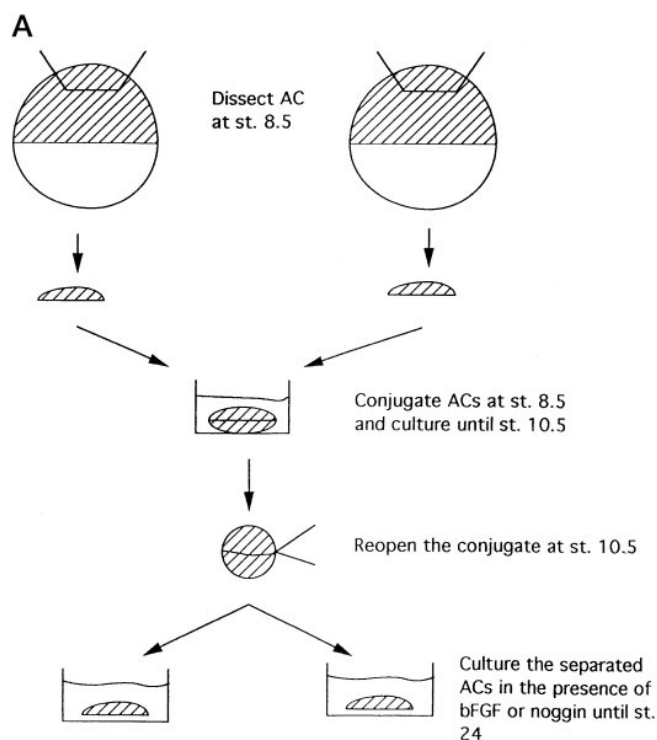 A
Dissect AC
at st. 8.5
Conjugate ACs at st. 8.5
and culture until st. 10.5
Reopen the conjugate at st. 10.5
Culture the separated
ACs in the presence of
bFGF or noggin until st.
24